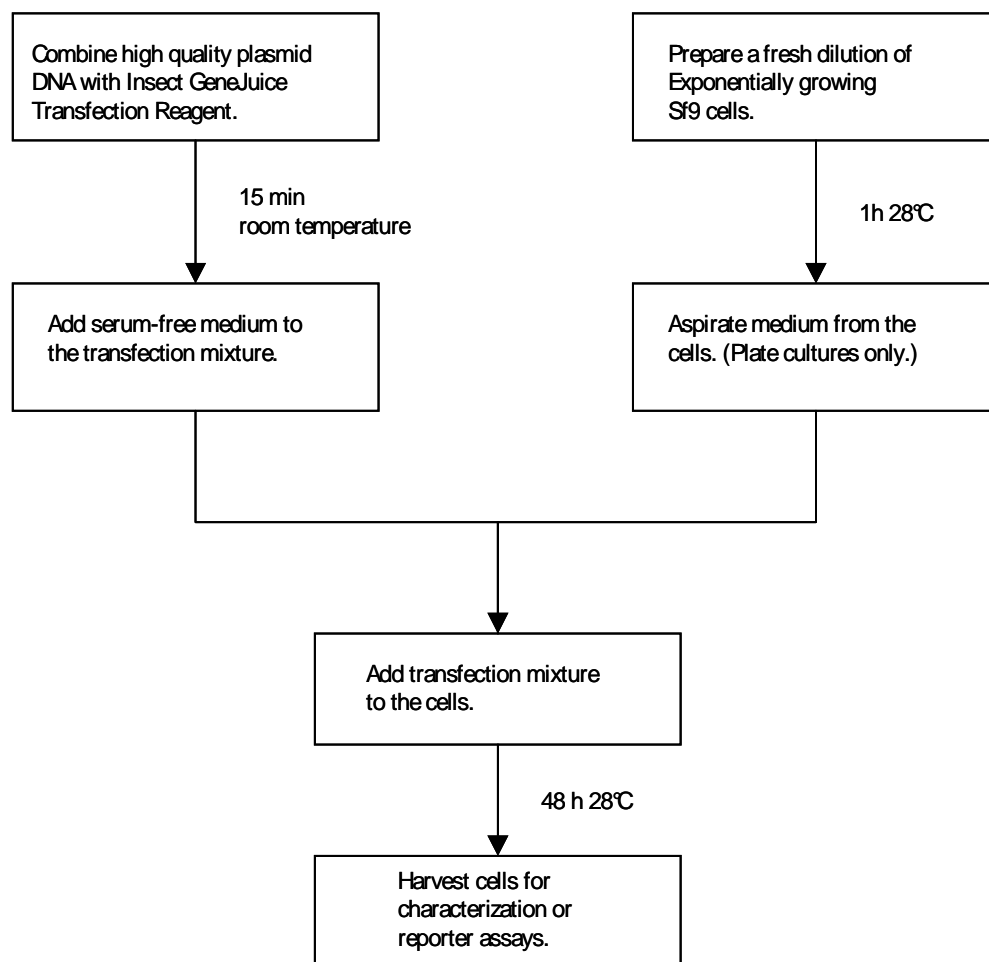 Combine high quality plasmid
DNA with Insect GeneJuice
Transfection Reagent.
Prepare a fresh dilution of
Exponentially growing
Sf9 cells.
15 min
room temperature
1h 28°C
Add serum-free medium to
the transfection mixture.
Aspirate medium from the
cells. (Plate cultures only.)
Add transfection mixture
to the cells.
48 h 28°C
Harvest cells for
characterization or
reporter assays.